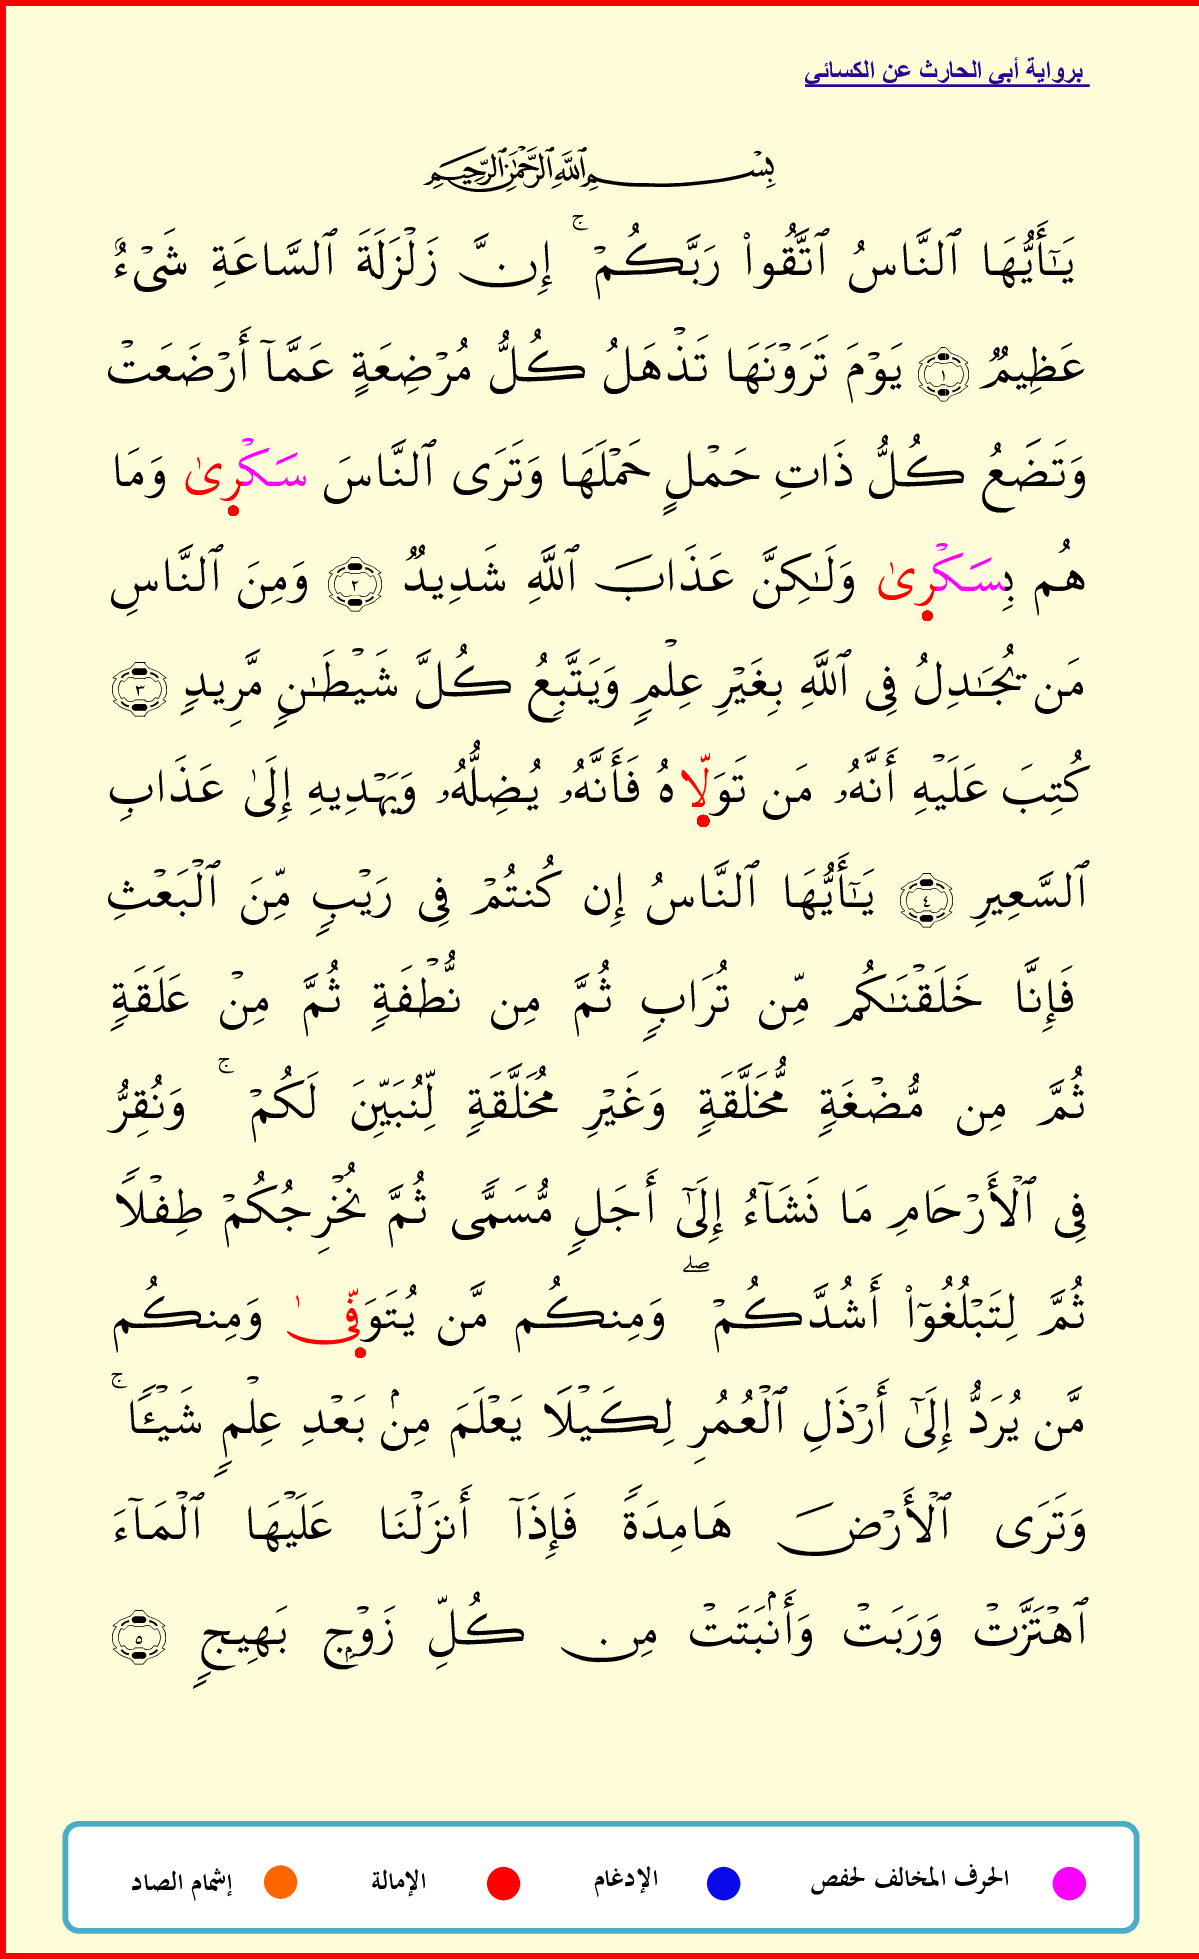 برواية أبي الحارث عن الكسائي
بِسْمِ ٱللَّهِ ٱلرَّحْمَٰنِ ٱلرَّحِيمِ
يَـٰٓأَيُّهَا ٱلنَّاسُ ٱتَّقُوا۟ رَبَّكُمْ ۚ إِنَّ زَلْزَلَةَ ٱلسَّاعَةِ شَىْءٌ
عَظِيمٌ ١ يَوْمَ تَرَوْنَهَا تَذْهَلُ كُلُّ مُرْضِعَةٍ عَمَّآ أَرْضَعَتْ
وَتَضَعُ كُلُّ ذَاتِ حَمْلٍ حَمْلَهَا وَتَرَى ٱلنَّاسَ سَكْرِىٰ وَمَا
هُم بِسَكْرِىٰ وَلَـٰكِنَّ عَذَابَ ٱللَّهِ شَدِيدٌ ٢ وَمِنَ ٱلنَّاسِ
مَن يُجَـٰدِلُ فِى ٱللَّهِ بِغَيْرِ عِلْمٍ وَيَتَّبِعُ كُلَّ شَيْطَـٰنٍ مَّرِيدٍ ٣
كُتِبَ عَلَيْهِ أَنَّهُۥ مَن تَوَلِّاهُ فَأَنَّهُۥ يُضِلُّهُۥ وَيَهْدِيهِ إِلَىٰ عَذَابِ
ٱلسَّعِيرِ ٤ يَـٰٓأَيُّهَا ٱلنَّاسُ إِن كُنتُمْ فِى رَيْبٍ مِّنَ ٱلْبَعْثِ
فَإِنَّا خَلَقْنَـٰكُم مِّن تُرَابٍ ثُمَّ مِن نُّطْفَةٍ ثُمَّ مِنْ عَلَقَةٍ
ثُمَّ مِن مُّضْغَةٍ مُّخَلَّقَةٍ وَغَيْرِ مُخَلَّقَةٍ لِّنُبَيِّنَ لَكُمْ ۚ وَنُقِرُّ
فِى ٱلْأَرْحَامِ مَا نَشَآءُ إِلَىٰٓ أَجَلٍ مُّسَمًّى ثُمَّ نُخْرِجُكُمْ طِفْلًا
ثُمَّ لِتَبْلُغُوٓا۟ أَشُدَّكُمْ ۖ وَمِنكُم مَّن يُتَوَفِّىٰ وَمِنكُم
مَّن يُرَدُّ إِلَىٰٓ أَرْذَلِ ٱلْعُمُرِ لِكَيْلَا يَعْلَمَ مِنۢ بَعْدِ عِلْمٍ شَيْـًٔا ۚ
وَتَرَى ٱلْأَرْضَ هَامِدَةً فَإِذَآ أَنزَلْنَا عَلَيْهَا ٱلْمَآءَ
ٱهْتَزَّتْ وَرَبَتْ وَأَنۢبَتَتْ مِن كُلِّ زَوْجٍۭ بَهِيجٍ ٥
الحرف المخالف لحفص الإدغام الإمالة إشمام الصاد